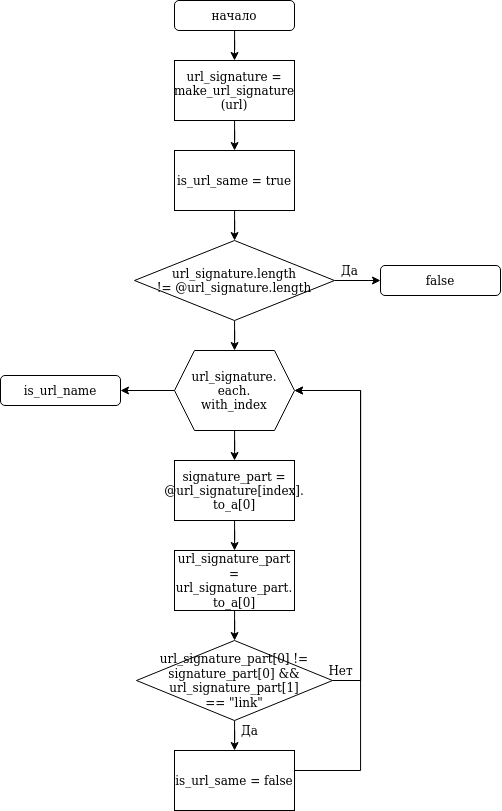 начало
url_signature =
make_url_signature
(url)
is_url_same = true
url_signature.length
!= @url_signature.length
Да
false
url_signature.
each.
with_index
is_url_name
signature_part =
@url_signature[index].
to_a[0]
url_signature_part
=
url_signature_part.
to_a[0]
url_signature_part[0] !=
signature_part[0] &&
url_signature_part[1]
== "link"
Нет
Да
is_url_same = false